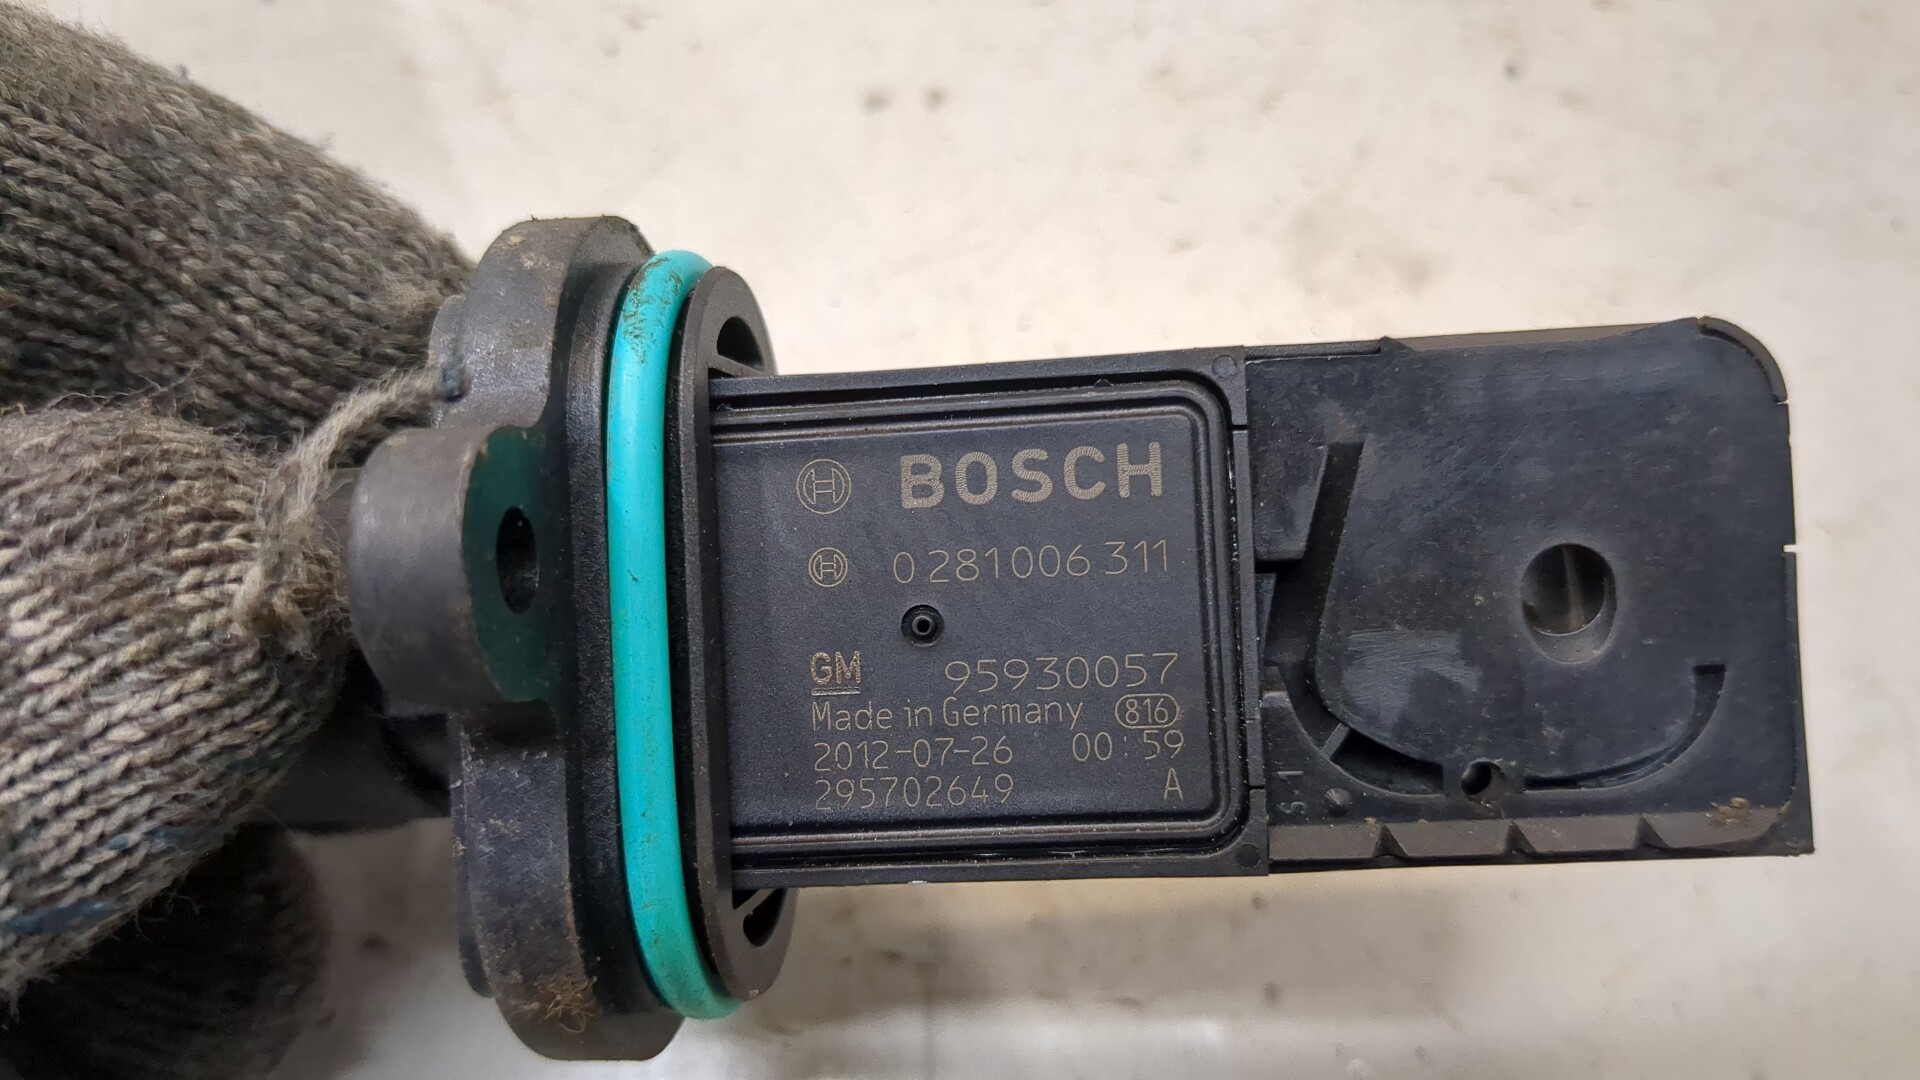 BOSCH
0 281 006 311
GM 95930057
Made in Germany 816
2012-07-26 00:59
295702649 A